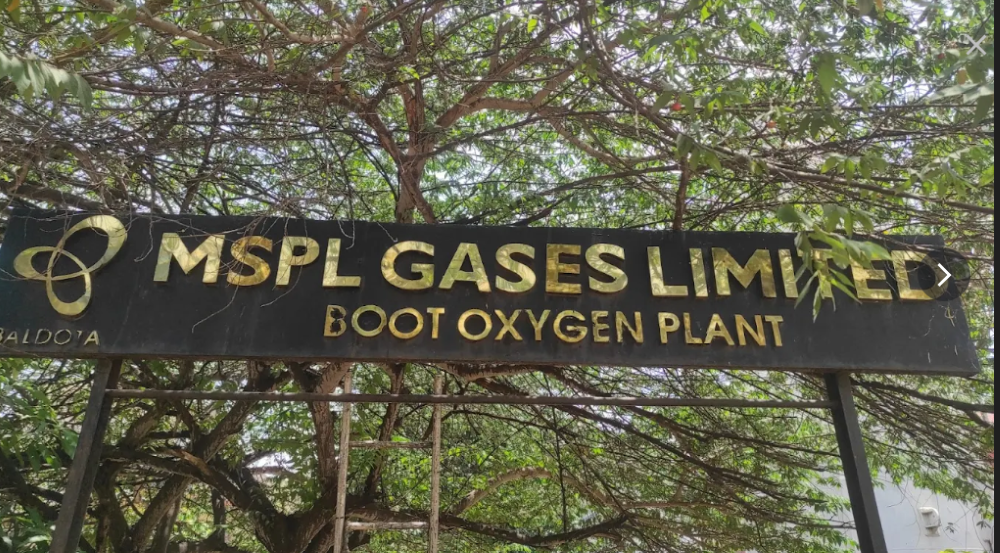 MSPL GASES LIMITED
BOOT OXYGEN PLANT
BALDOTA